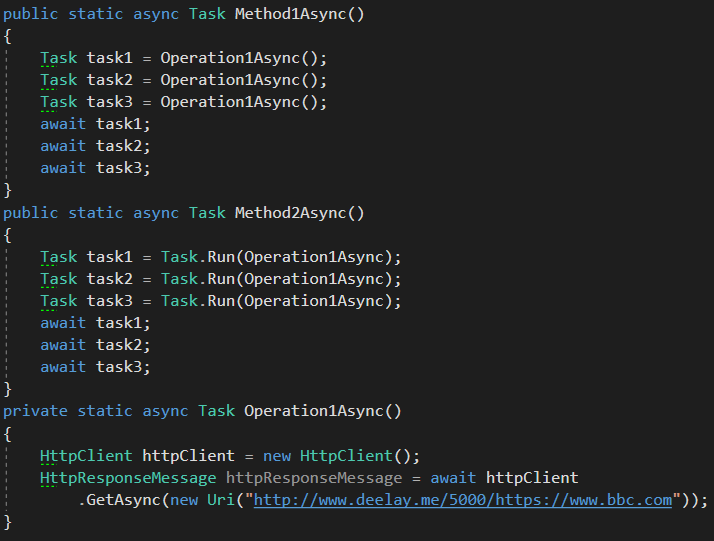 public static async Task Method1Async()
{
    Task task1 = Operation1Async();
    Task task2 = Operation1Async();
    Task task3 = Operation1Async();
    await task1;
    await task2;
    await task3;
}
public static async Task Method2Async()
{
    Task task1 = Task.Run(Operation1Async);
    Task task2 = Task.Run(Operation1Async);
    Task task3 = Task.Run(Operation1Async);
    await task1;
    await task2;
    await task3;
}
private static async Task Operation1Async()
{
    HttpClient httpClient = new HttpClient();
    HttpResponseMessage httpResponseMessage = await httpClient
        .GetAsync(new Uri("http://www.deelay.me/5000/https://www.bbc.com"));
}